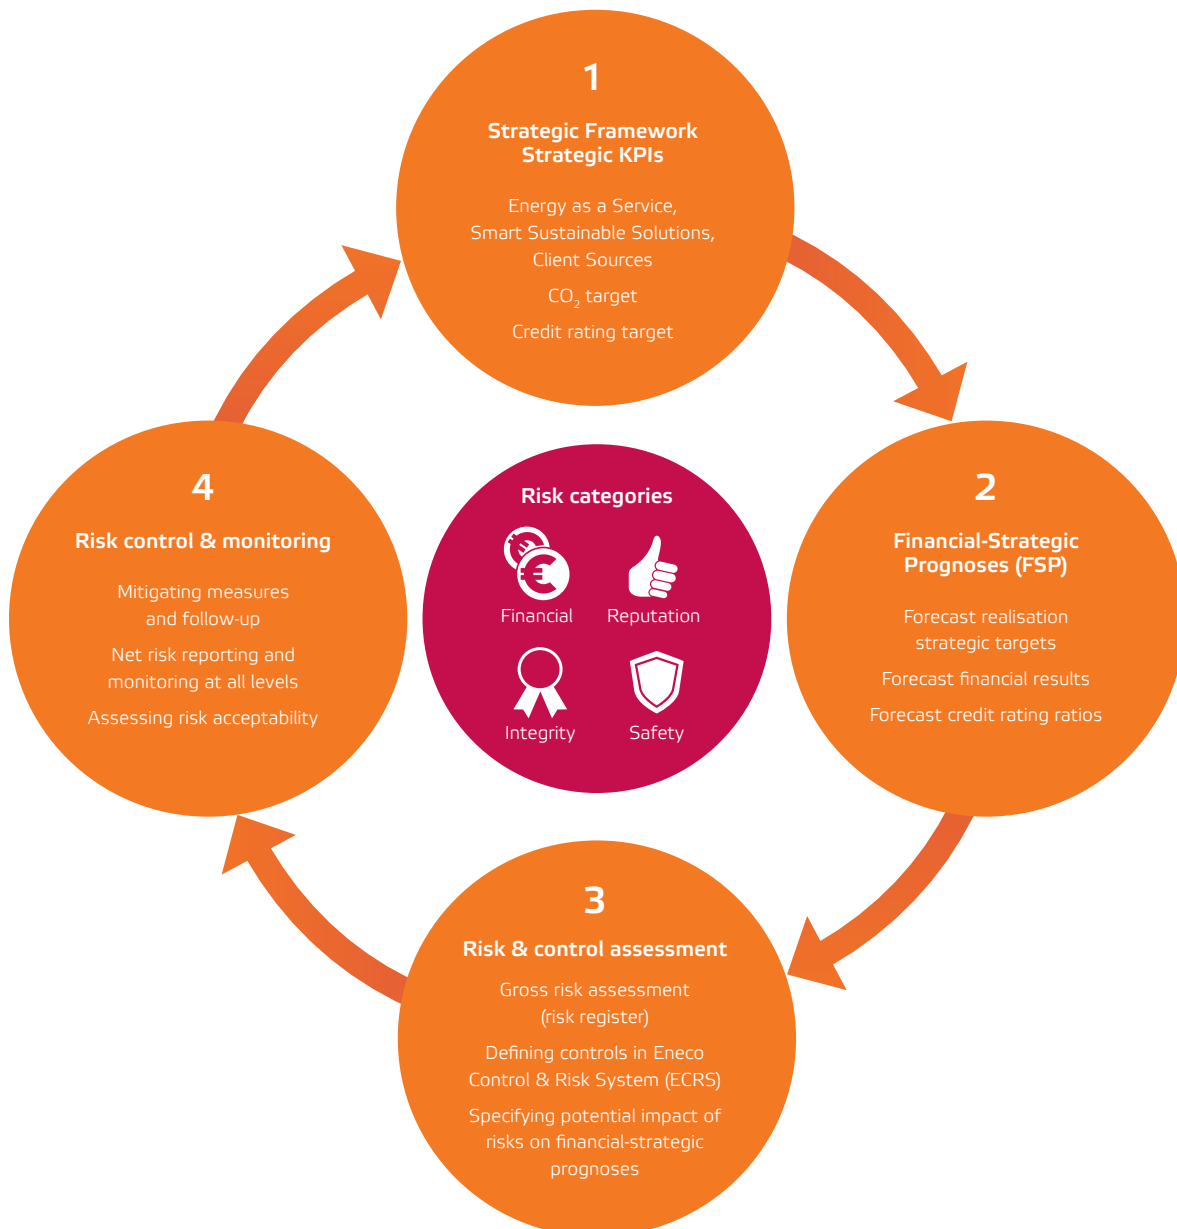 1
Strategic Framework
Strategic KPIs
Energy as a Service,
Smart Sustainable Solutions,
Client Sources
CO₂ target
Credit rating target
2
Financial-Strategic
Prognoses (FSP)
Forecast realisation
strategic targets
Forecast financial results
Forecast credit rating ratios
3
Risk & control assessment
Gross risk assessment
(risk register)
Defining controls in Eneco
Control & Risk System (ECRS)
Specifying potential impact of
risks on financial-strategic
prognoses
4
Risk control & monitoring
Mitigating measures
and follow-up
Net risk reporting and
monitoring at all levels
Assessing risk acceptability
Risk categories
Financial
Reputation
Integrity
Safety